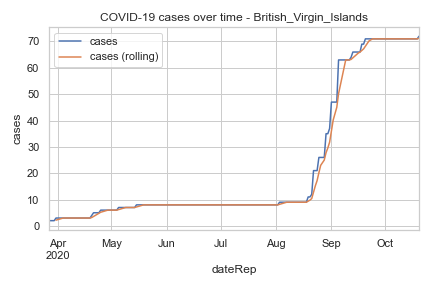 COVID-19 cases over time - British_Virgin_Islands
cases
cases (rolling)
cases
70
60
50
40
30
20
10
0
Apr May Jun Jul Aug Sep Oct
2020
dateRep